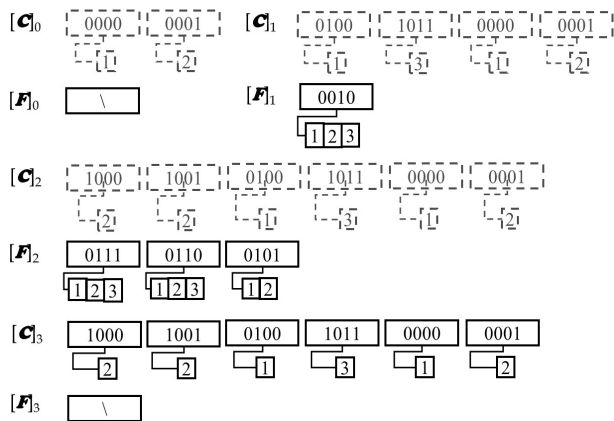 [C]₀ 0000 0001 [C]₁ 0100 1011 0000 0001
1 2 1 3 1 2
[F]₀ \ [F]₁ 0010
1 2 3
[C]₂ 1000 1001 0100 1011 0000 0001
2 2 1 3 1 2
[F]₂ 0111 0110 0101
1 2 3 1 2 3 1 2
[C]₃ 1000 1001 0100 1011 0000 0001
2 2 1 3 1 2
[F]₃ \